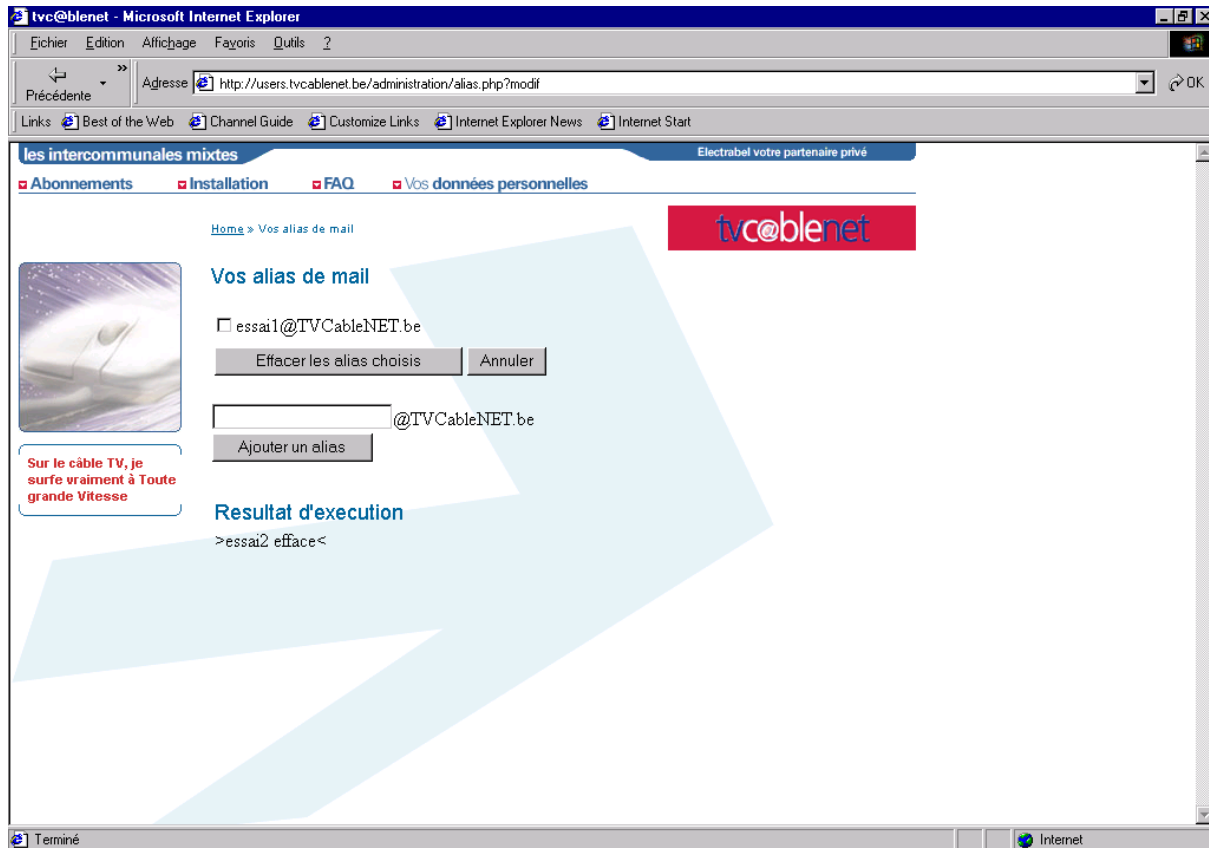 tvc@blenet - Microsoft Internet Explorer
Fichier Edition Affichage Favoris Outils ?
Précédente » Adresse http://users.tvcablenet.be/administration/alias.php?modif OK
Links Best of the Web Channel Guide Customize Links Internet Explorer News Internet Start
les intercommunales mixtes Electrabel votre partenaire privé
Abonnements Installation FAQ Vos données personnelles
tvc@blenet
Home » Vos alias de mail
Vos alias de mail
essai1@TVCableNET.be
Effacer les alias choisis Annuler
@TVCableNET.be
Ajouter un alias
Sur le câble TV, je
surfe vraiment à Toute
grande Vitesse
Resultat d'execution
>essai2 efface<
Terminé Internet